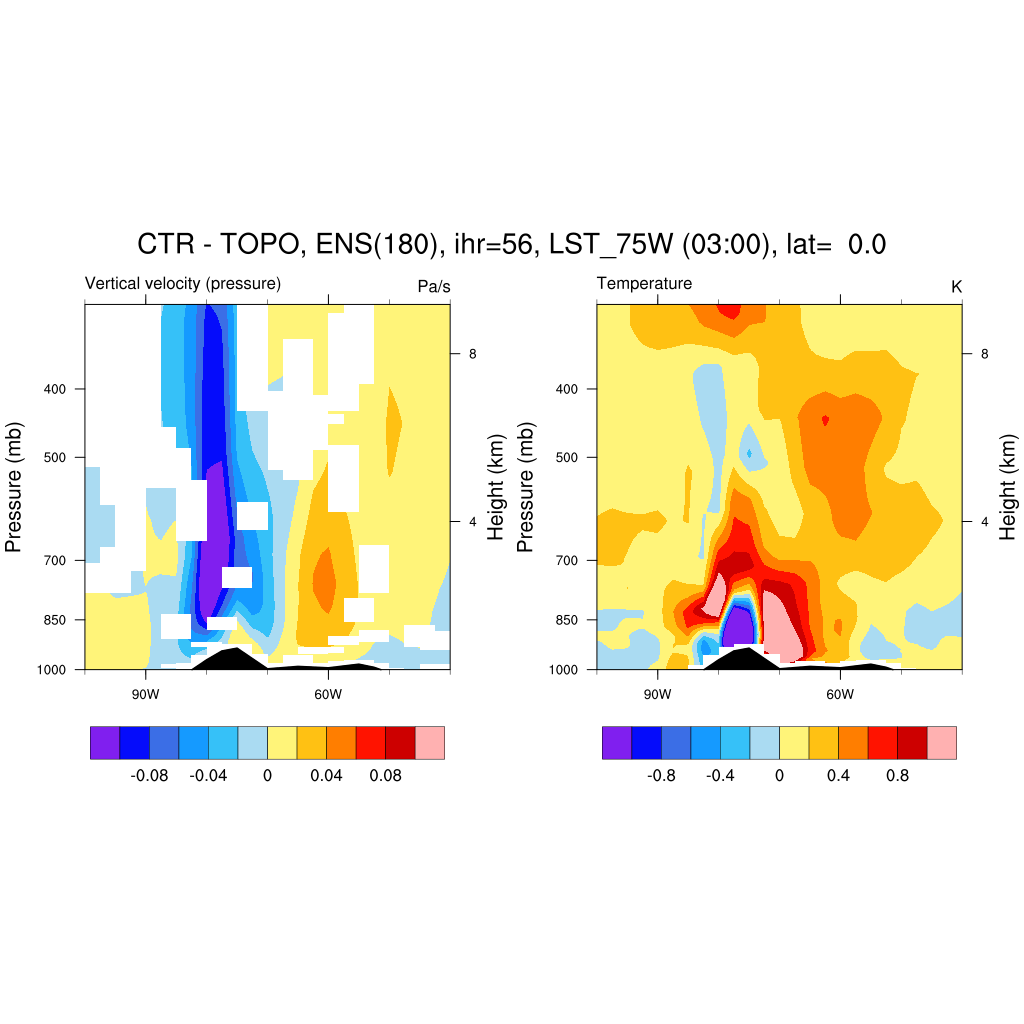 CTR - TOPO, ENS(180), ihr=56, LST_75W (03:00), lat=  0.0
Vertical velocity (pressure)
Pa/s
Temperature
K
8
400
500
4
700
850
1000
Pressure (mb)
Height (km)
90W
60W
8
400
500
4
700
850
1000
Pressure (mb)
Height (km)
90W
60W
-0.08 -0.04 0 0.04 0.08
-0.8 -0.4 0 0.4 0.8